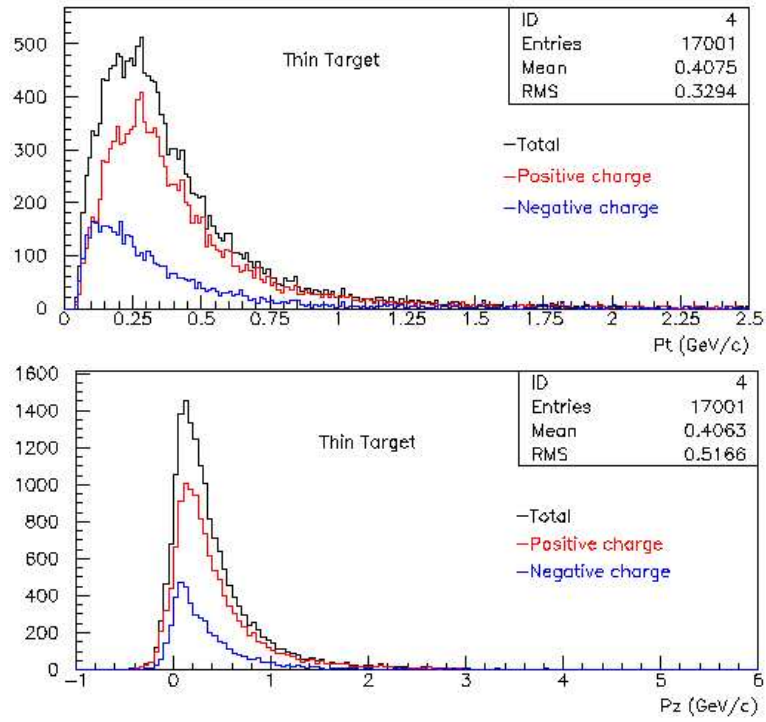 ID 4
Entries 17001
Mean 0.4075
RMS 0.3294
Thin Target
Total
Positive charge
Negative charge
500
400
300
200
100
0
0 0.25 0.5 0.75 1 1.25 1.5 1.75 2 2.25 2.5
Pt (GeV/c)
ID 4
Entries 17001
Mean 0.4063
RMS 0.5166
Thin Target
Total
Positive charge
Negative charge
1600
1400
1200
1000
800
600
400
200
0
-1 0 1 2 3 4 5 6
Pz (GeV/c)